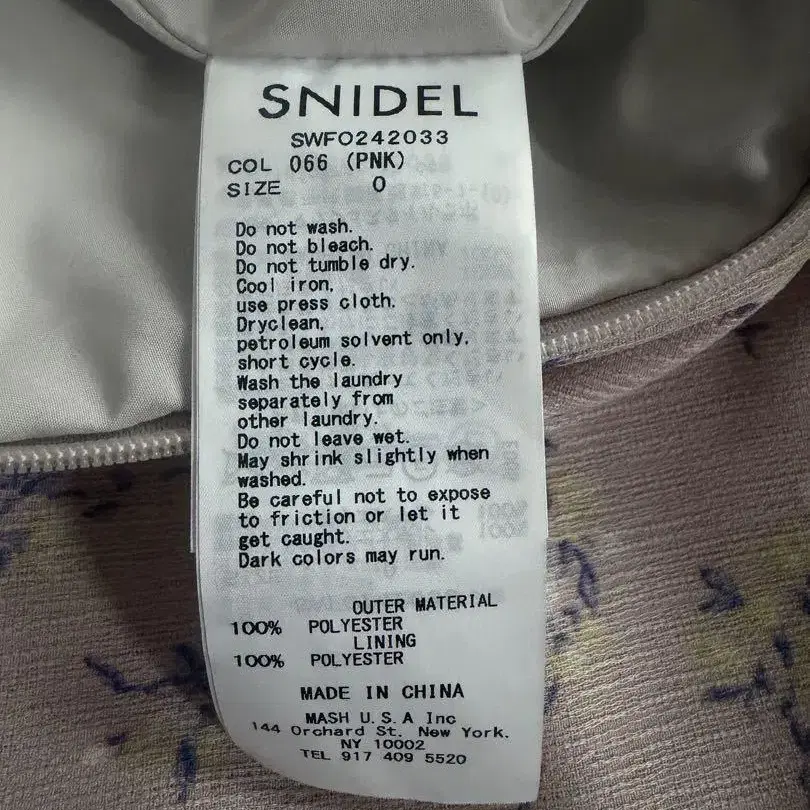 SNIDEL
SWFO242033
COL 066 (PNK)
SIZE 0
Do not wash.
Do not bleach.
Do not tumble dry.
Cool iron,
use press cloth.
Dryclean,
petroleum solvent only,
short cycle.
Wash the laundry
separately from
other laundry.
Do not leave wet.
May shrink slightly when
washed.
Be careful not to expose
to friction or let it
get caught.
Dark colors may run.
OUTER MATERIAL
100% POLYESTER
LINING
100% POLYESTER
MADE IN CHINA
MASH U.S.A Inc
144 Orchard St. New York.
NY 10002
TEL 917 409 5520